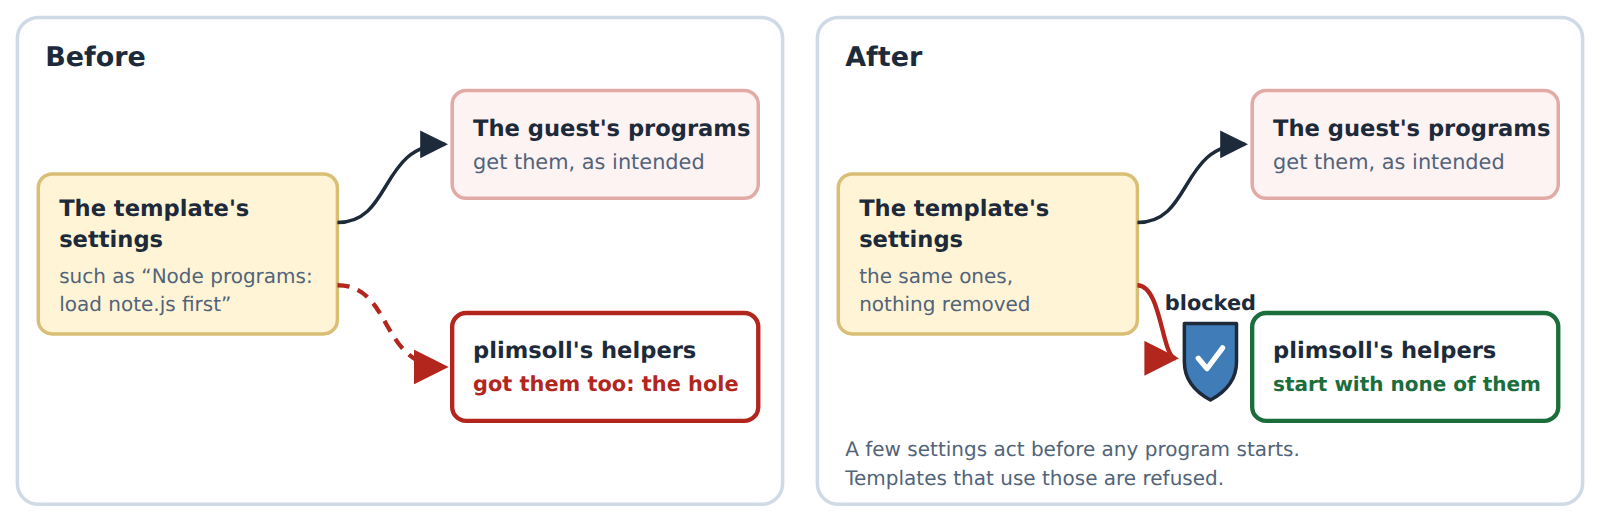 Before
The guest's programs
get them, as intended
The template's
settings
such as “Node programs:
load note.js first”
plimsoll's helpers
got them too: the hole
After
The guest's programs
get them, as intended
The template's
settings
the same ones,
nothing removed
blocked
plimsoll's helpers
start with none of them
A few settings act before any program starts.
Templates that use those are refused.